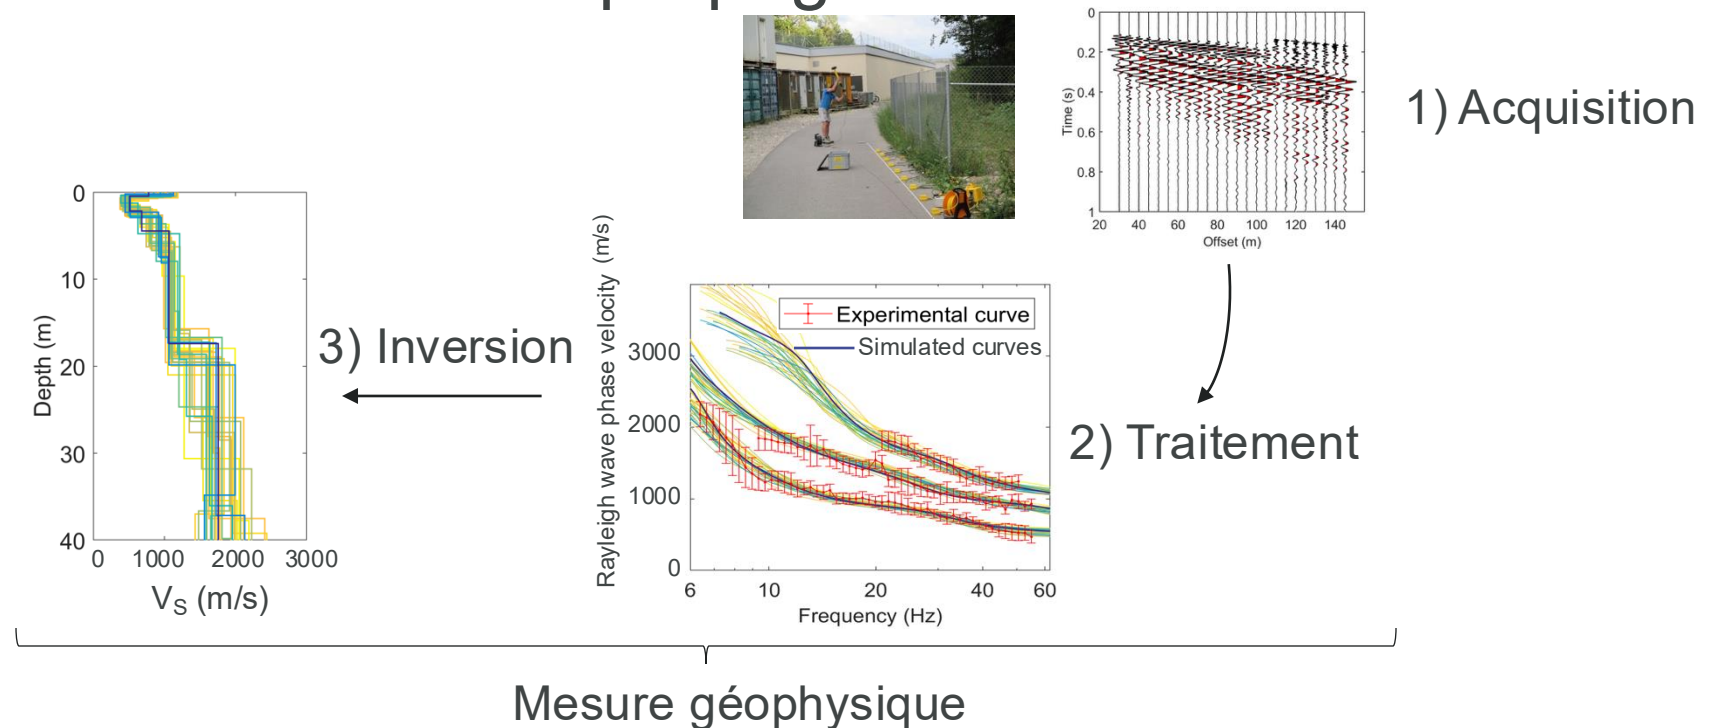 0
0.2
0.4
0.6
0.8
1
Time (s)
20 40 60 80 100 120 140
Offset (m)
1) Acquisition
0
10
20
30
40
Depth (m)
0 1000 2000 3000
V_S (m/s)
3) Inversion
Rayleigh wave phase velocity (m/s)
3000
2000
1000
0
Experimental curve
Simulated curves
6 10 20 40 60
Frequency (Hz)
2) Traitement
Mesure géophysique